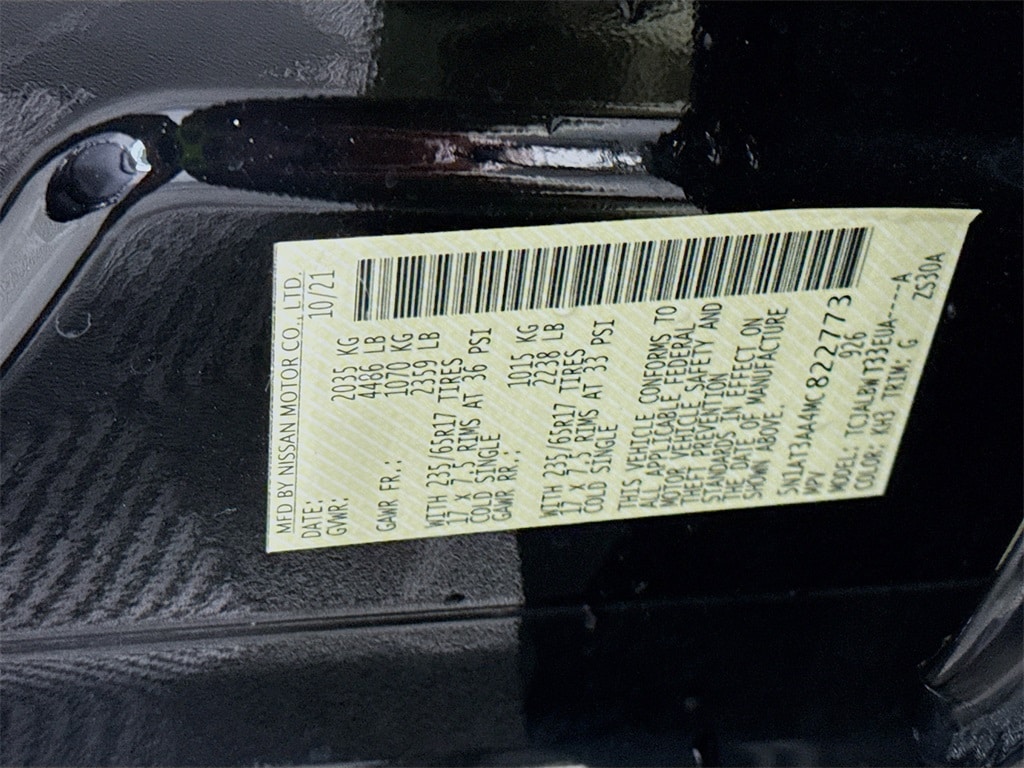 MFD BY NISSAN MOTOR CO., LTD.
DATE: 10/21
GVWR: 2035 KG
4486 LB
GAWR FR.: 1070 KG
2339 LB
WITH 235/65R17 TIRES
17 X 7.5 RIMS AT 36 PSI
COLD SINGLE
GAWR RR.: 1015 KG
2238 LB
WITH 235/65R17 TIRES
17 X 7.5 RIMS AT 33 PSI
COLD SINGLE
THIS VEHICLE CONFORMS TO
ALL APPLICABLE FEDERAL
MOTOR VEHICLE SAFETY AND
THEFT PREVENTION
STANDARDS IN EFFECT ON
THE DATE OF MANUFACTURE
SHOWN ABOVE.
5N1AT3AA4MC822773
MPV 926
MODEL: TCJALBWT33EUA----A
COLOR: KH3 TRIM: G ZS30A